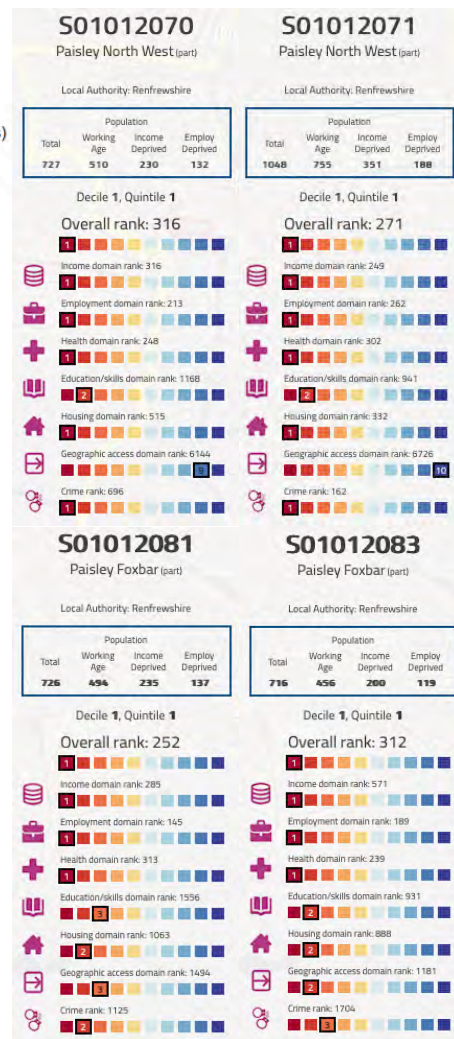 s)
S01012070
Paisley North West (part)
Local Authority: Renfrewshire
Population
Total Working Age Income Deprived Employ Deprived
727 510 230 132
Decile 1, Quintile 1
Overall rank: 316
1
Income domain rank: 316
1
Employment domain rank: 213
1
Health domain rank: 248
1
Education/skills domain rank: 1168
2
Housing domain rank: 515
1
Geographic access domain rank: 6144
9
Crime rank: 696
1
S01012071
Paisley North West (part)
Local Authority: Renfrewshire
Population
Total Working Age Income Deprived Employ Deprived
1048 755 351 188
Decile 1, Quintile 1
Overall rank: 271
1
Income domain rank: 249
1
Employment domain rank: 262
1
Health domain rank: 302
1
Education/skills domain rank: 941
2
Housing domain rank: 332
1
Geographic access domain rank: 6726
10
Crime rank: 162
1
S01012081
Paisley Foxbar (part)
Local Authority: Renfrewshire
Population
Total Working Age Income Deprived Employ Deprived
726 494 235 137
Decile 1, Quintile 1
Overall rank: 252
1
Income domain rank: 285
1
Employment domain rank: 145
1
Health domain rank: 313
1
Education/skills domain rank: 1556
3
Housing domain rank: 1063
2
Geographic access domain rank: 1494
3
Crime rank: 1125
2
S01012083
Paisley Foxbar (part)
Local Authority: Renfrewshire
Population
Total Working Age Income Deprived Employ Deprived
716 456 200 119
Decile 1, Quintile 1
Overall rank: 312
1
Income domain rank: 571
1
Employment domain rank: 189
1
Health domain rank: 239
1
Education/skills domain rank: 931
2
Housing domain rank: 888
2
Geographic access domain rank: 1181
2
Crime rank: 1704
3